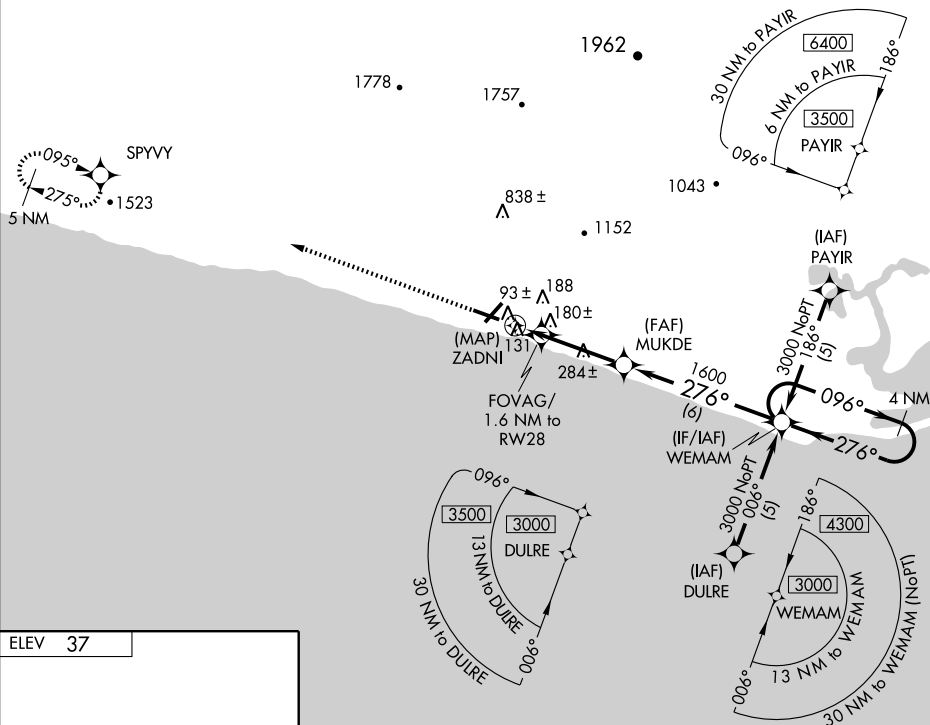 1962
1778
1757
30 NM to PAYIR
6400
186°
6 NM to PAYIR
3500
PAYIR
096°
095°
SPYVY
275°
1523
5 NM
838 ±
1043
1152
(IAF)
PAYIR
93 ±
188
180 ±
(MAP)
ZADNI
131
284 ±
(FAF)
MUKDE
3000 NoPT
186°
(5)
1600
276°
(6)
096°
4 NM
FOVAG/
1.6 NM to
RW28
(IF/IAF)
WEMAM
276°
3000 NoPT
006°
(5)
(IAF)
DULRE
096°
3500
3000
DULRE
13 NM to DULRE
30 NM to DULRE
006°
186°
4300
3000
WEMAM
13 NM to WEMAM
30 NM to WEMAM (NoPT)
006°
ELEV 37